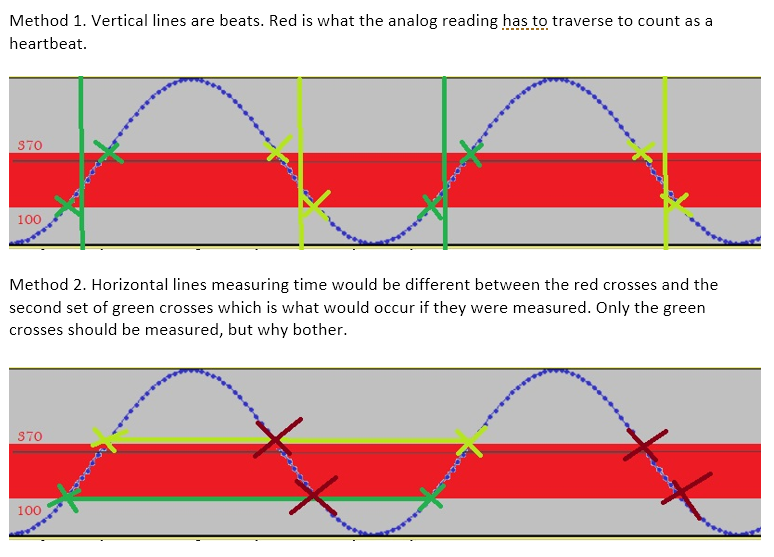 Method 1. Vertical lines are beats. Red is what the analog reading has to traverse to count as a
heartbeat.
370
100
Method 2. Horizontal lines measuring time would be different between the red crosses and the
second set of green crosses which is what would occur if they were measured. Only the green
crosses should be measured, but why bother.
370
100